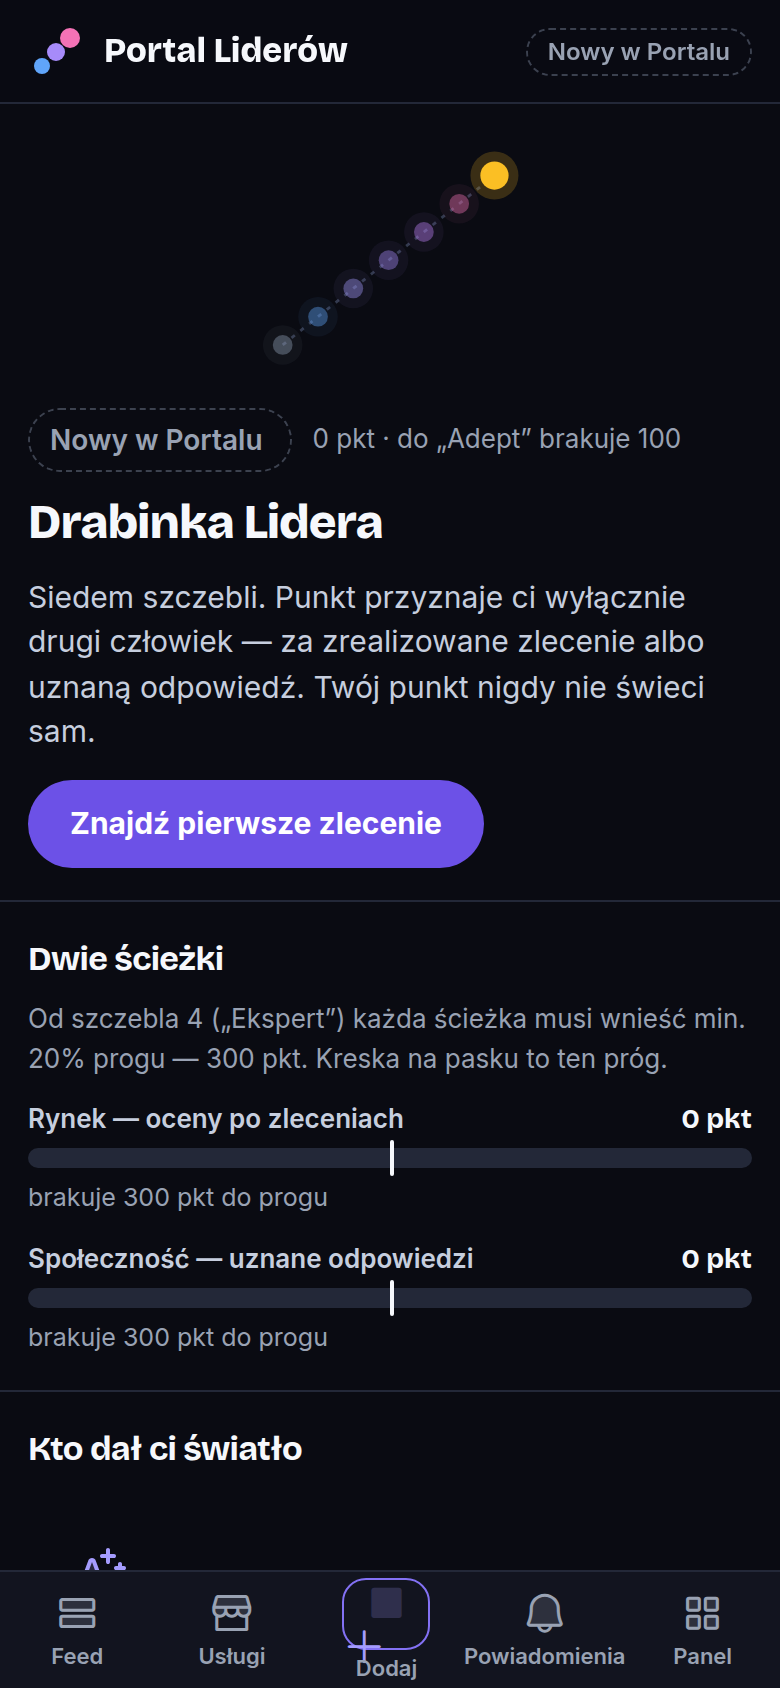 Portal Liderów
Nowy w Portalu
Nowy w Portalu
0 pkt · do „Adept” brakuje 100
Drabinka Lidera
Siedem szczebli. Punkt przyznaje ci wyłącznie
drugi człowiek — za zrealizowane zlecenie albo
uznaną odpowiedź. Twój punkt nigdy nie świeci
sam.
Znajdź pierwsze zlecenie
Dwie ścieżki
Od szczebla 4 („Ekspert”) każda ścieżka musi wnieść min.
20% progu — 300 pkt. Kreska na pasku to ten próg.
Rynek — oceny po zleceniach
0 pkt
brakuje 300 pkt do progu
Społeczność — uznane odpowiedzi
0 pkt
brakuje 300 pkt do progu
Kto dał ci światło
Feed
Usługi
Dodaj
Powiadomienia
Panel